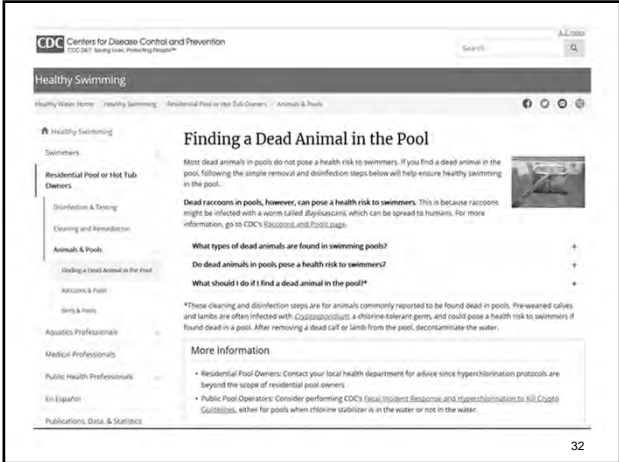 A-Z Index
CDC Centers for Disease Control and Prevention
CDC 24/7: Saving Lives, Protecting People™
Search
Healthy Swimming
Healthy Water Home Healthy Swimming Residential Pool or Hot Tub Owners Animals & Pools
Healthy Swimming
Swimmers
Residential Pool or Hot Tub
Owners
Disinfection & Testing
Cleaning and Remediation
Animals & Pools
Finding a Dead Animal in the Pool
Raccoons & Pools
Birds & Pools
Aquatics Professionals
Medical Professionals
Public Health Professionals
En Español
Publications, Data, & Statistics
Finding a Dead Animal in the Pool
Most dead animals in pools do not pose a health risk to swimmers. If you find a dead animal in the
pool, following the simple removal and disinfection steps below will help ensure healthy swimming
in the pool.
Dead raccoons in pools, however, can pose a health risk to swimmers. This is because raccoons
might be infected with a worm called Baylisascaris, which can be spread to humans. For more
information, go to CDC's Raccoons and Pools page.
What types of dead animals are found in swimming pools? +
Do dead animals in pools pose a health risk to swimmers? +
What should I do if I find a dead animal in the pool?* +
*These cleaning and disinfection steps are for animals commonly reported to be found dead in pools. Pre-weaned calves
and lambs are often infected with Cryptosporidium a chlorine-tolerant germ, and could pose a health risk to swimmers if
found dead in a pool. After removing a dead calf or lamb from the pool, decontaminate the water.
More Information
• Residential Pool Owners: Contact your local health department for advice since hyperchlorination protocols are
beyond the scope of residential pool owners
• Public Pool Operators: Consider performing CDC's Fecal Incident Response and Hyperchlorination to Kill Crypto
Guidelines, either for pools when chlorine stabilizer is in the water or not in the water.
32